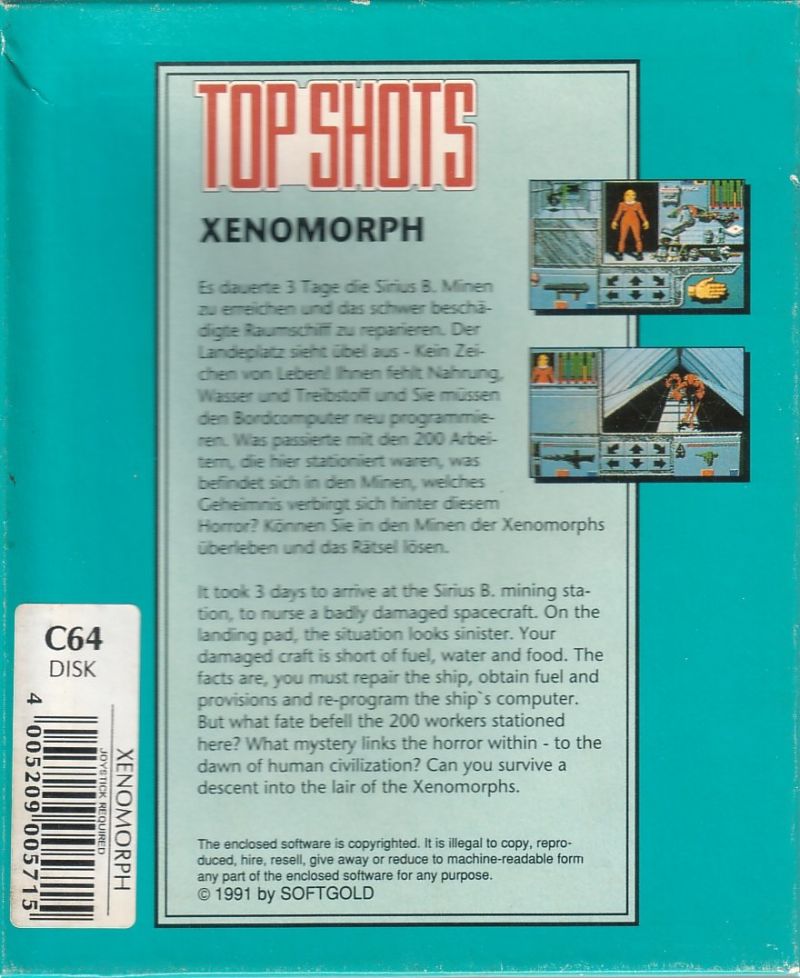 TOP SHOTS
XENOMORPH
Es dauerte 3 Tage die Sirius B. Minen
zu erreichen und das schwer beschä-
digte Raumschiff zu reparieren. Der
Landeplatz sieht übel aus - Kein Zei-
chen von Leben! Ihnen fehlt Nahrung,
Wasser und Treibstoff und Sie müssen
den Bordcomputer neu programmie-
ren. Was passierte mit den 200 Arbei-
tern, die hier stationiert waren, was
befindet sich in den Minen, welches
Geheimnis verbirgt sich hinter diesem
Horror? Können Sie in den Minen der Xenomorphs
überleben und das Rätsel lösen.
It took 3 days to arrive at the Sirius B. mining sta-
tion, to nurse a badly damaged spacecraft. On the
landing pad, the situation looks sinister. Your
damaged craft is short of fuel, water and food. The
facts are, you must repair the ship, obtain fuel and
provisions and re-program the ship`s computer.
But what fate befell the 200 workers stationed
here? What mystery links the horror within - to the
dawn of human civilization? Can you survive a
descent into the lair of the Xenomorphs.
The enclosed software is copyrighted. It is illegal to copy, repro-
duced, hire, resell, give away or reduce to machine-readable form
any part of the enclosed software for any purpose.
© 1991 by SOFTGOLD
C64
DISK
XENOMORPH
JOYSTICK REQUIRED
4 005209 005715